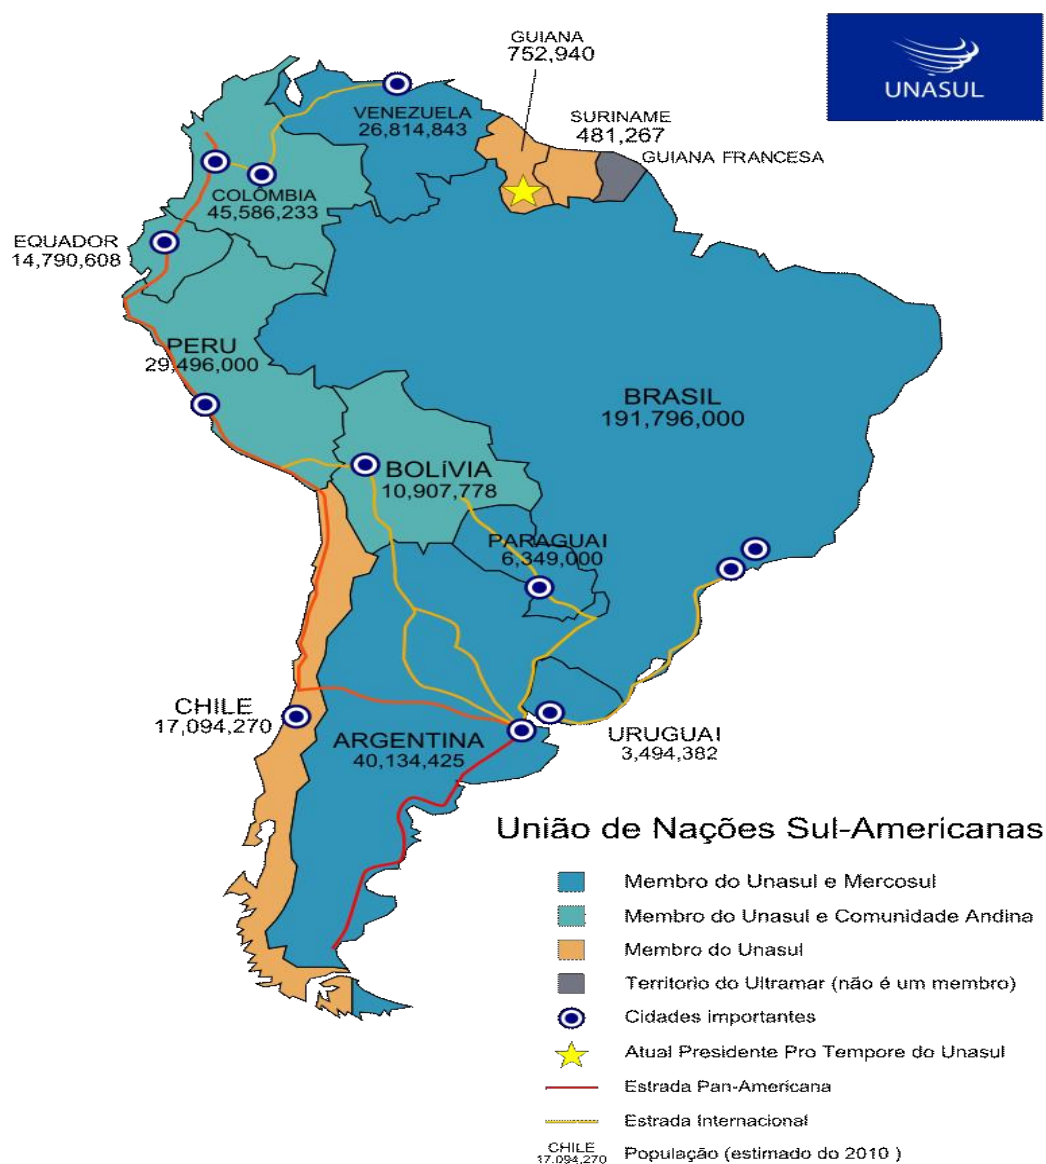 GUIANA
752,940
UNASUL
VENEZUELA
26,814,843
SURINAME
481,267
GUIANA FRANCESA
COLÔMBIA
45,586,233
EQUADOR
14,790,608
PERU
29,496,000
BRASIL
191,796,000
BOLíVIA
10,907,778
PARAGUAI
6,349,000
CHILE
17,094,270
ARGENTINA
40,134,425
URUGUAI
3,494,382
União de Nações Sul-Americanas
Membro do Unasul e Mercosul
Membro do Unasul e Comunidade Andina
Membro do Unasul
Territorio do Ultramar (não é um membro)
Cidades importantes
Atual Presidente Pro Tempore do Unasul
Estrada Pan-Americana
Estrada Internacional
CHILE
17,094,270
População (estimado do 2010 )